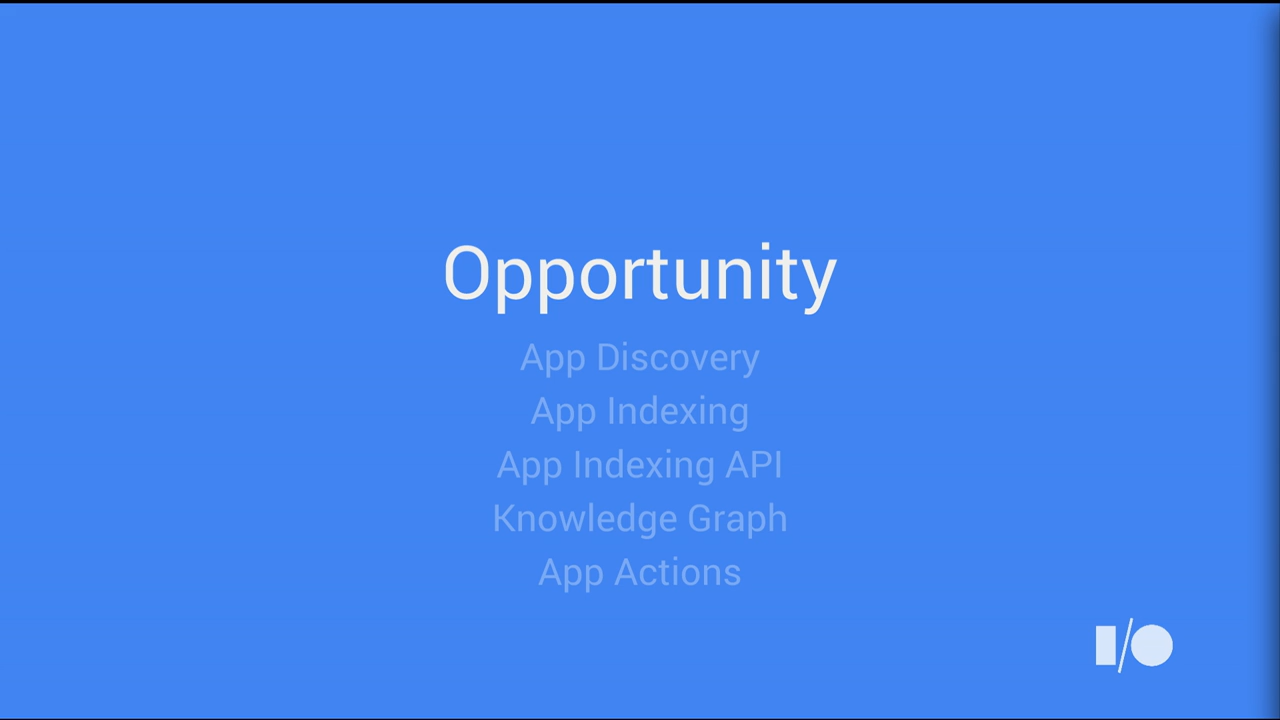 Opportunity
App Discovery
App Indexing
App Indexing API
Knowledge Graph
App Actions
I/O